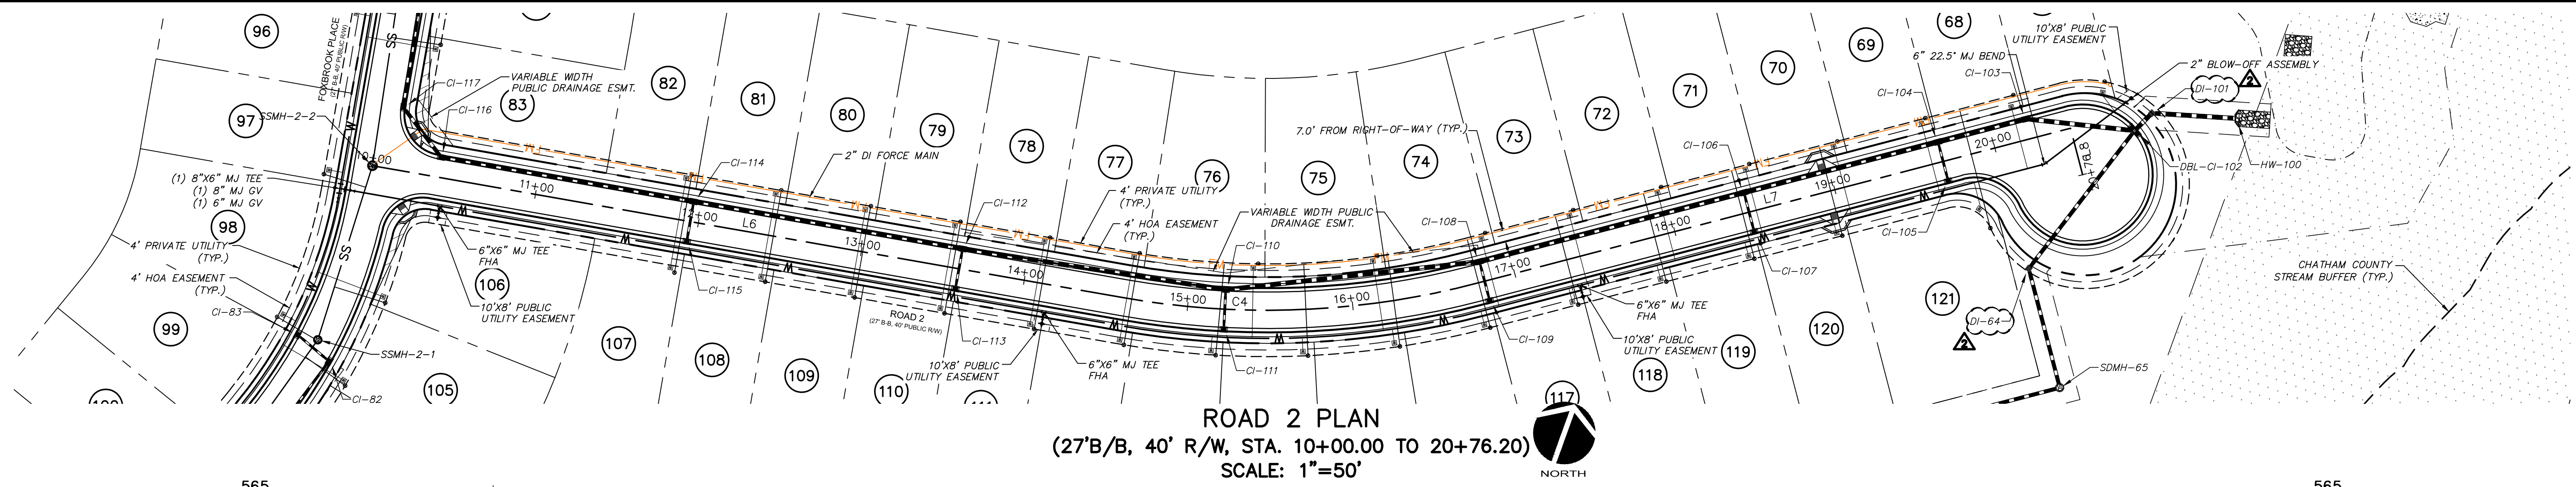 96
FOXBROOK PLACE
(27' B-B, 40' PUBLIC R/W)
SS
CI-117
VARIABLE WIDTH
PUBLIC DRAINAGE ESMT.
83
CI-116
82
81
80
79
78
77
76
75
74
73
72
71
70
69
68
10'X8' PUBLIC
UTILITY EASEMENT
6" 22.5° MJ BEND
CI-103
2" BLOW-OFF ASSEMBLY
2
DI-101
CI-104
97
SSMH-2-2
W
CI-114
2" DI FORCE MAIN
7.0' FROM RIGHT-OF-WAY (TYP.)
CI-106
DBL-CI-102
HW-100
(1) 8"X6" MJ TEE
(1) 8" MJ GV
(1) 6" MJ GV
11+00
L6
CI-112
4' PRIVATE UTILITY
(TYP.)
4' HOA EASEMENT
(TYP.)
VARIABLE WIDTH PUBLIC
DRAINAGE ESMT.
CI-108
L7
19+00
20+00
98
4' PRIVATE UTILITY
(TYP.)
4' HOA EASEMENT
(TYP.)
SS
W
W
W
6"X6" MJ TEE
FHA
106
10'X8' PUBLIC
UTILITY EASEMENT
CI-115
13+00
14+00
15+00
C4
CI-110
16+00
17+00
18+00
CI-107
CI-105
CHATHAM COUNTY
STREAM BUFFER (TYP.)
CI-83
99
SSMH-2-1
107
108
109
ROAD 2
(27' B-B, 40' PUBLIC R/W)
CI-113
10'X8' PUBLIC
UTILITY EASEMENT
6"X6" MJ TEE
FHA
CI-111
W
CI-109
6"X6" MJ TEE
FHA
10'X8' PUBLIC
UTILITY EASEMENT
119
120
121
DI-64
2
SDMH-65
CI-82
105
110
118
117
ROAD 2 PLAN
(27'B/B, 40' R/W, STA. 10+00.00 TO 20+76.20)
SCALE: 1"=50'
NORTH
565
565